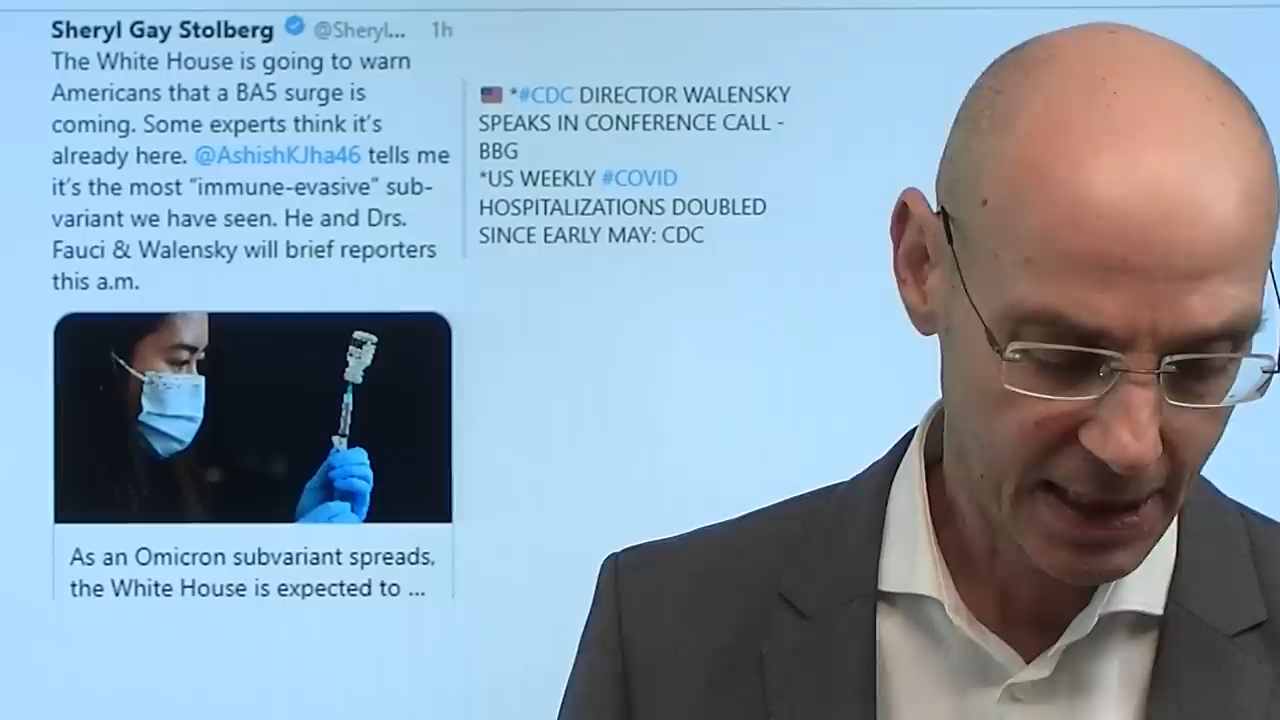 Sheryl Gay Stolberg @Sheryl... 1h
The White House is going to warn
Americans that a BA5 surge is
coming. Some experts think it's
already here. @AshishKJha46 tells me
it's the most "immune-evasive" sub-
variant we have seen. He and Drs.
Fauci & Walensky will brief reporters
this a.m.
As an Omicron subvariant spreads,
the White House is expected to ...
*#CDC DIRECTOR WALENSKY
SPEAKS IN CONFERENCE CALL -
BBG
*US WEEKLY #COVID
HOSPITALIZATIONS DOUBLED
SINCE EARLY MAY: CDC